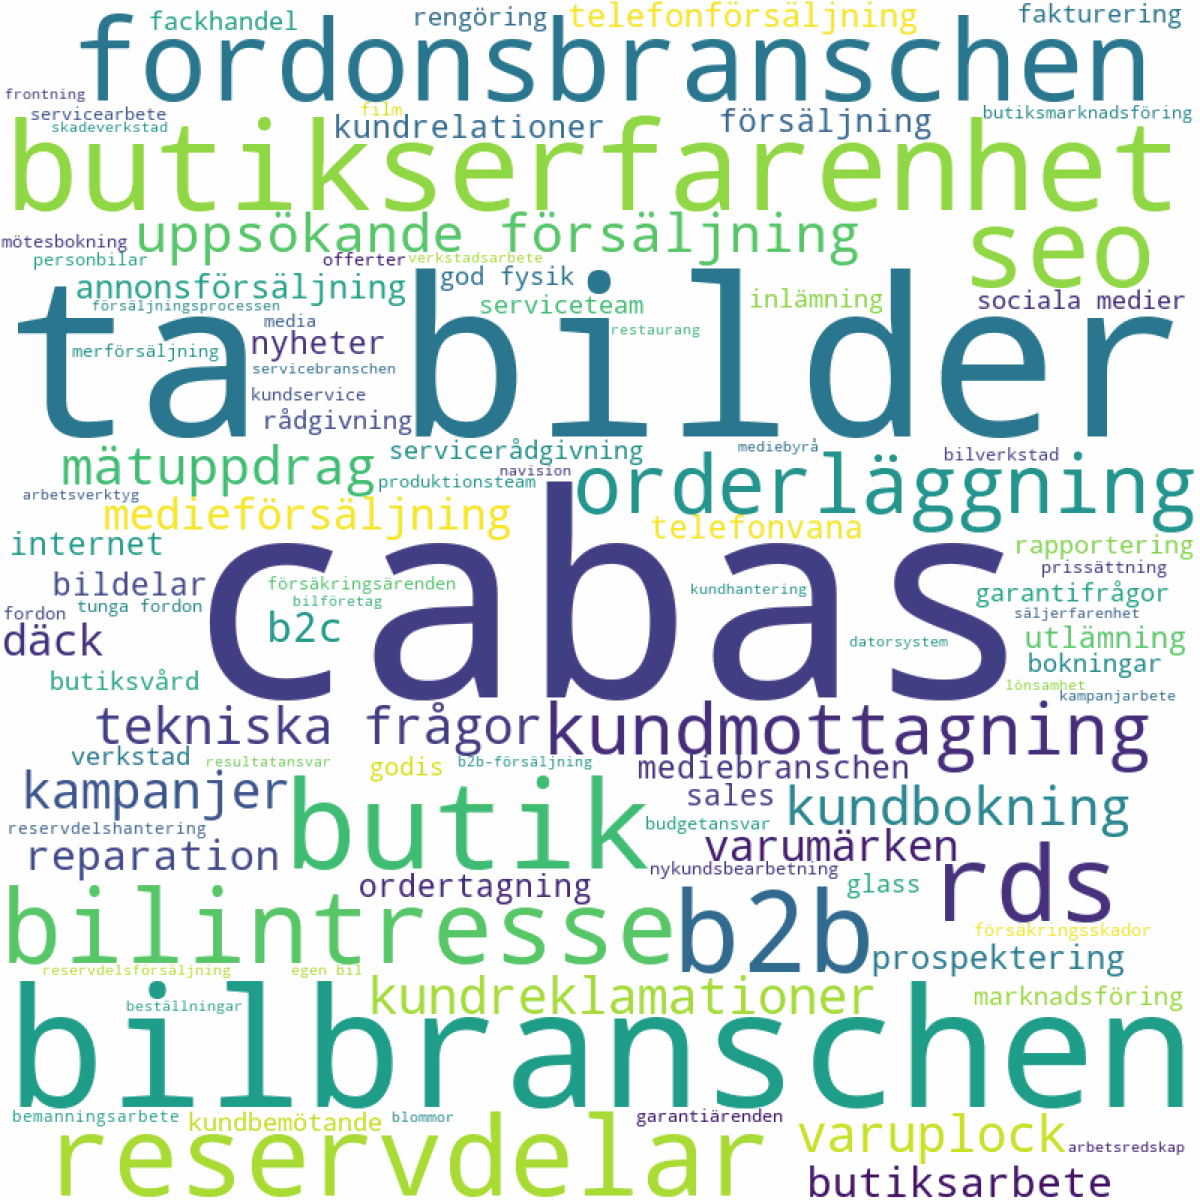 fackhandel
rengöring
telefonförsäljning
fakturering
fordonsbranschen
frontning
servicearbete
film
butiksmarknadsföring
skadeverkstad
kundrelationer
försäljning
butikserfarenhet
mötesbokning
uppsökande försäljning
seo
personbilar
offerter
verkstadsarbete
annonsförsäljning
god fysik
inlämning
sociala medier
försäljningsprocessen
serviceteam
media
restaurang
ta bilder
merförsäljning
nyheter
servicebranschen
kundservice
rådgivning
servicerådgivning
mediebyrå
bilverkstad
mätuppdrag
navision
orderläggning
produktionsteam
arbetsverktyg
medieförsäljning
telefonvana
internet
rapportering
prissättning
bildelar
försäkringsärenden
kundhantering
garantifrågor
cabas
fordon
tunga fordon
bilföretag
säljerfarenhet
däck
b2c
datorsystem
utlämning
bokningar
butiksvård
lönsamhet
kampanjarbete
tekniska frågor
kundmottagning
verkstad
resultatansvar
godis
b2b-försäljning
mediebranschen
kampanjer
butik
sales
kundbokning
reservdelshantering
budgetansvar
reparation
varumärken
nykundsbearbetning
rds
ordertagning
glass
bilintresse
b2b
försäkringsskador
prospektering
reservdelsförsäljning
egen bil
kundreklamationer
marknadsföring
beställningar
bilbranschen
bemanningsarbete
kundbemötande
blommor
garantiärenden
reservdelar
varuplock
arbetsredskap
butiksarbete